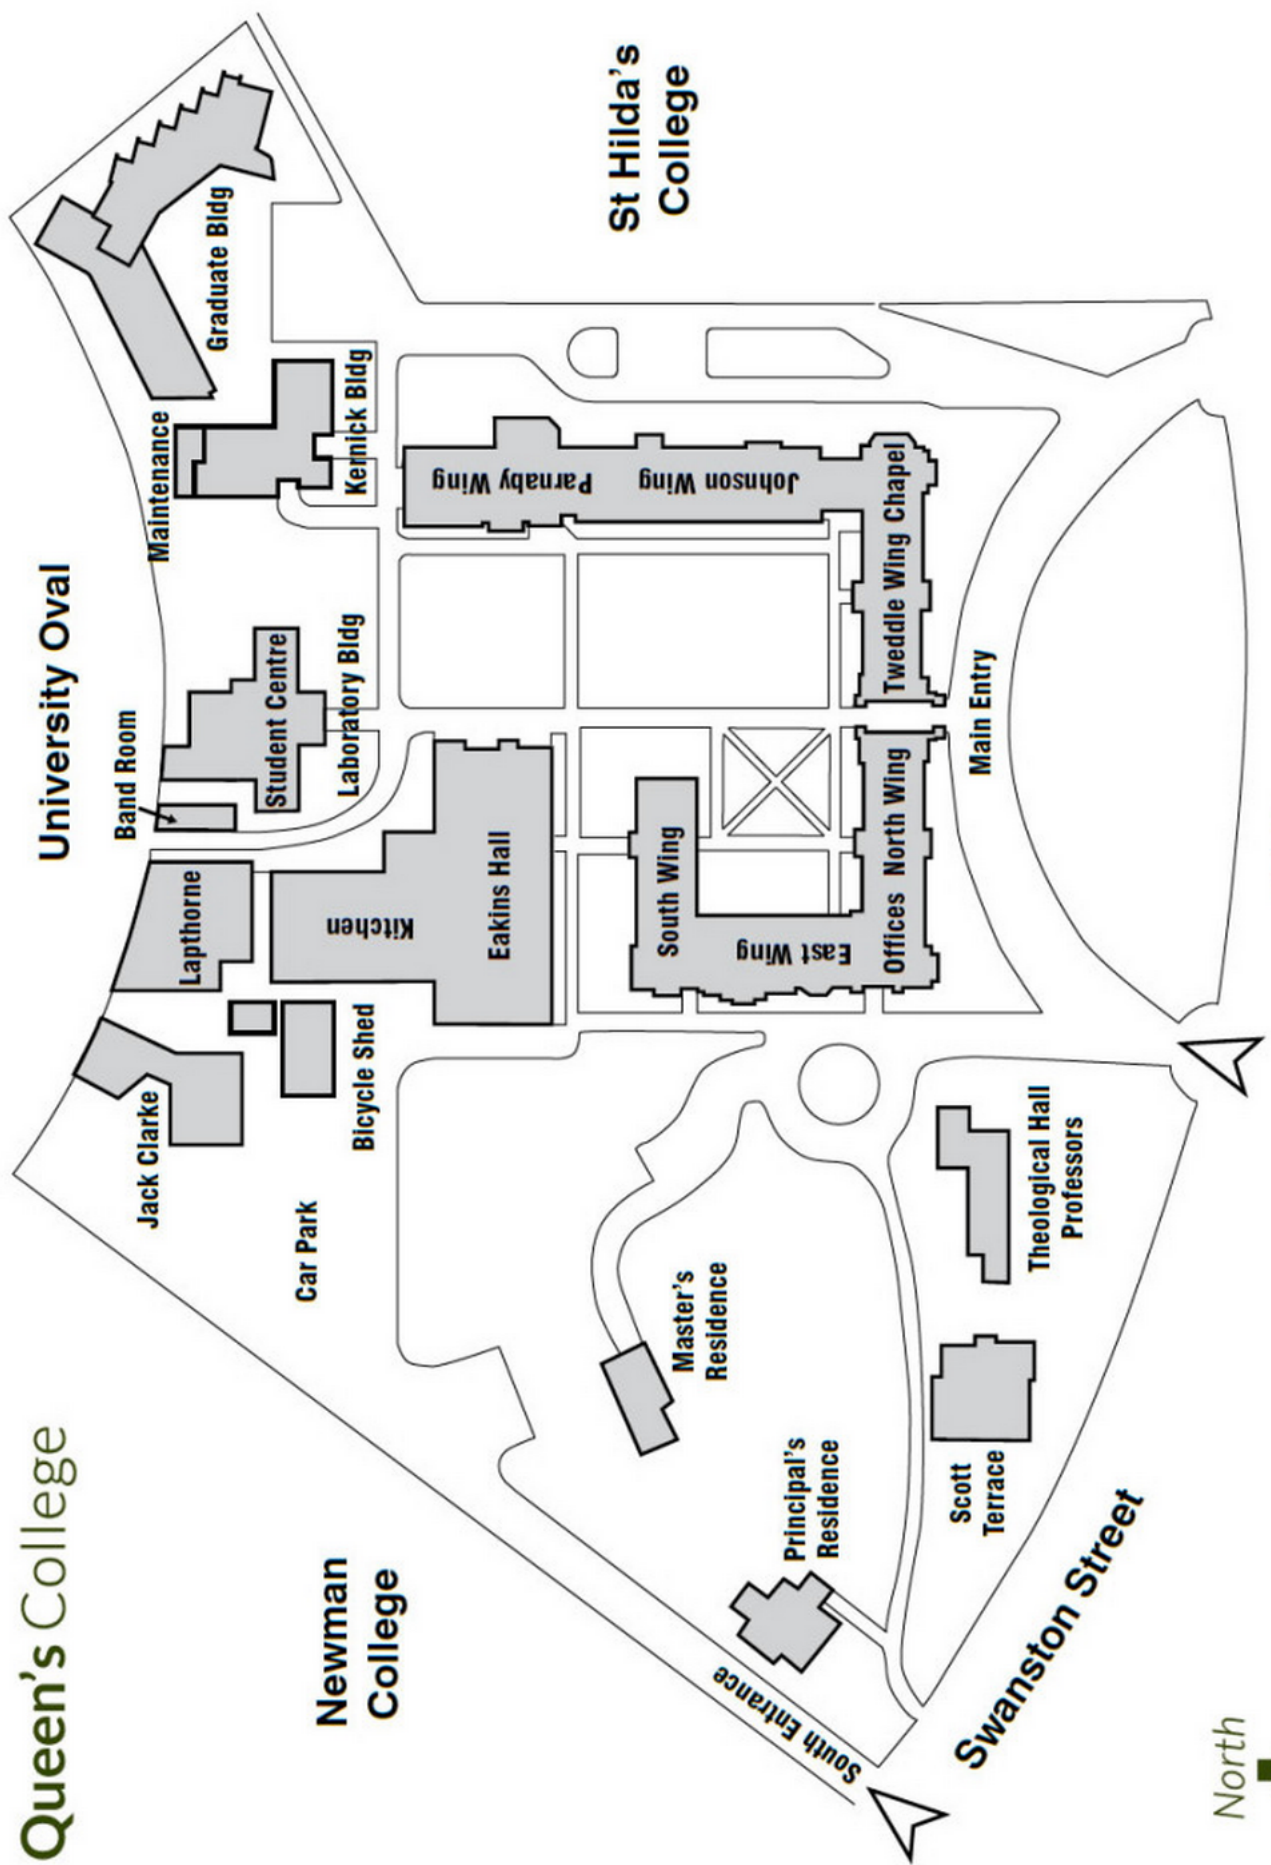 Queen's College
University Oval
Graduate Bldg
Maintenance
Kernick Bldg
Band Room
Student Centre
Laboratory Bldg
Lapthorne
Kitchen
Eakins Hall
Jack Clarke
Bicycle Shed
Car Park
St Hilda's
College
Parnaby Wing
Johnson Wing
Tweddle Wing Chapel
Main Entry
South Wing
East Wing
Offices North Wing
Newman
College
Master's
Residence
Principal's
Residence
Theological Hall
Professors
Scott
Terrace
South Entrance
Swanston Street
North